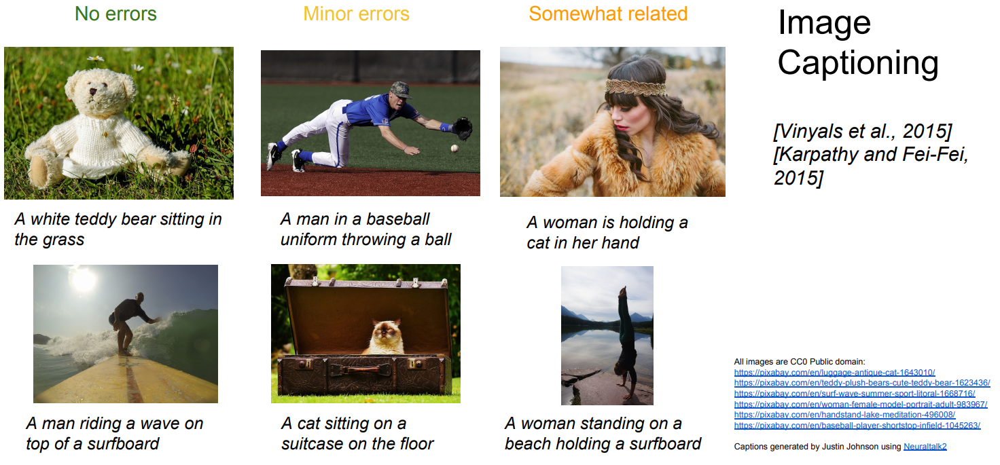 No errors
Minor errors
Somewhat related
Image
Captioning
[Vinyals et al., 2015]
[Karpathy and Fei-Fei,
2015]
A white teddy bear sitting in
the grass
A man in a baseball
uniform throwing a ball
A woman is holding a
cat in her hand
A man riding a wave on
top of a surfboard
A cat sitting on a
suitcase on the floor
A woman standing on a
beach holding a surfboard
All images are CC0 Public domain:
https://pixabay.com/en/luggage-antique-cat-1643010/
https://pixabay.com/en/teddy-plush-bears-cute-teddy-bear-1623436/
https://pixabay.com/en/surf-wave-summer-sport-litoral-1668716/
https://pixabay.com/en/woman-female-model-portrait-adult-983967/
https://pixabay.com/en/handstand-lake-meditation-496008/
https://pixabay.com/en/baseball-player-shortstop-infield-1045263/
Captions generated by Justin Johnson using Neuraltalk2